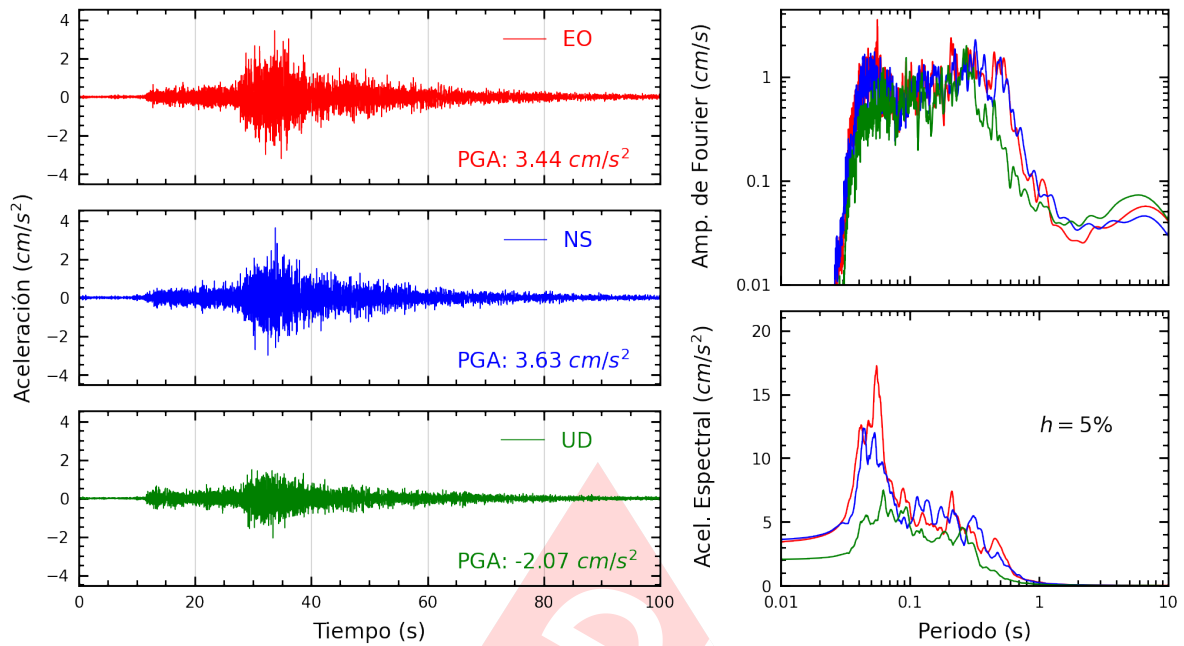 Aceleración (cm/s²)
4
2
0
−2
−4
EO
PGA: 3.44 cm/s²
4
2
0
−2
−4
NS
PGA: 3.63 cm/s²
4
2
0
−2
−4
UD
PGA: -2.07 cm/s²
0 20 40 60 80 100
Tiempo (s)
Amp. de Fourier (cm/s)
1
0.1
0.01
Acel. Espectral (cm/s²)
20
15
10
5
0
h = 5%
0.01 0.1 1 10
Periodo (s)